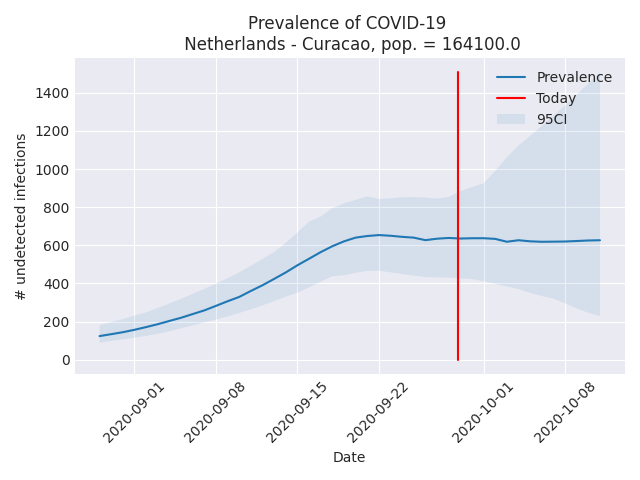 Prevalence of COVID-19
Netherlands - Curacao, pop. = 164100.0
Prevalence
Today
95CI
1400
1200
1000
800
600
400
200
0
# undetected infections
2020-09-01
2020-09-08
2020-09-15
2020-09-22
2020-10-01
2020-10-08
Date